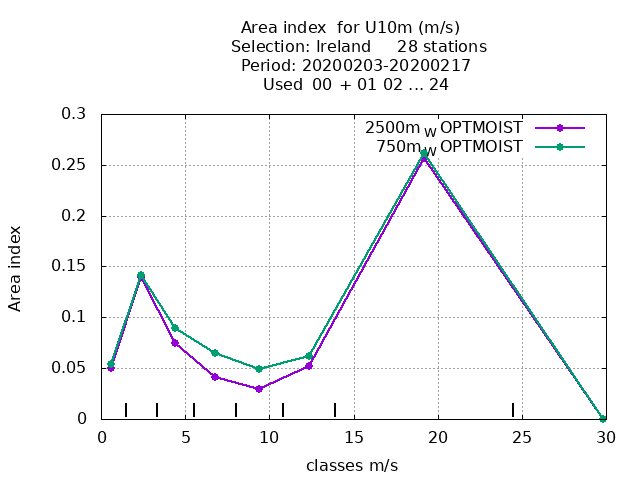 Area index  for U10m (m/s)
Selection: Ireland     28 stations
Period: 20200203-20200217
Used  00 + 01 02 ... 24
0.3
0.25
0.2
0.15
0.1
0.05
0
Area index
2500m W OPTMOIST
750m W OPTMOIST
0 5 10 15 20 25 30
classes m/s